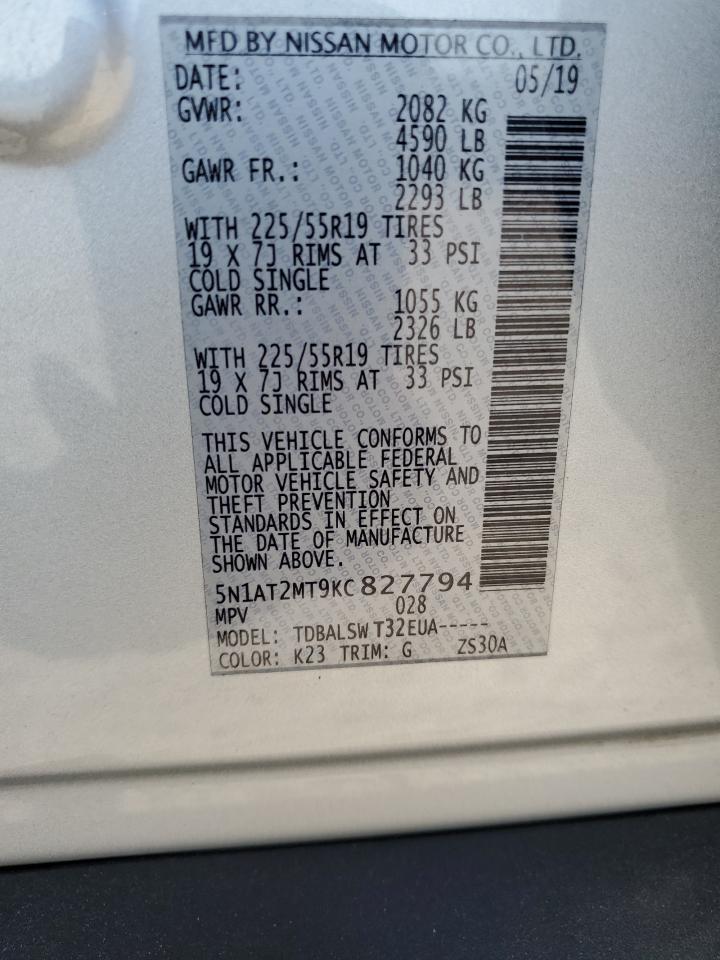 MFD BY NISSAN MOTOR CO., LTD.
DATE: 05/19
GVWR: 2082 KG
4590 LB
GAWR FR.: 1040 KG
2293 LB
WITH 225/55R19 TIRES
19 X 7J RIMS AT 33 PSI
COLD SINGLE
GAWR RR.: 1055 KG
2326 LB
WITH 225/55R19 TIRES
19 X 7J RIMS AT 33 PSI
COLD SINGLE
THIS VEHICLE CONFORMS TO
ALL APPLICABLE FEDERAL
MOTOR VEHICLE SAFETY AND
THEFT PREVENTION
STANDARDS IN EFFECT ON
THE DATE OF MANUFACTURE
SHOWN ABOVE.
5N1AT2MT9KC827794
MPV 028
MODEL: TDBALSW T32EUA-----
COLOR: K23 TRIM: G ZS30A